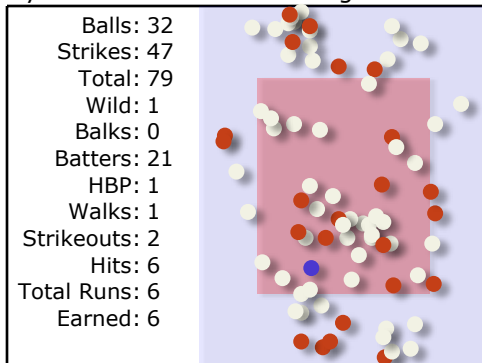 Balls: 32
Strikes: 47
Total: 79
Wild: 1
Balks: 0
Batters: 21
HBP: 1
Walks: 1
Strikeouts: 2
Hits: 6
Total Runs: 6
Earned: 6